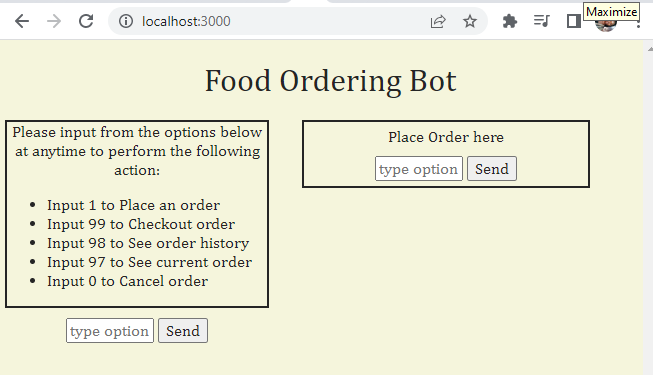 Maximize
localhost:3000
Food Ordering Bot
Please input from the options below
at anytime to perform the following
action:
Input 1 to Place an order
Input 99 to Checkout order
Input 98 to See order history
Input 97 to See current order
Input 0 to Cancel order
type option Send
Place Order here
type option Send